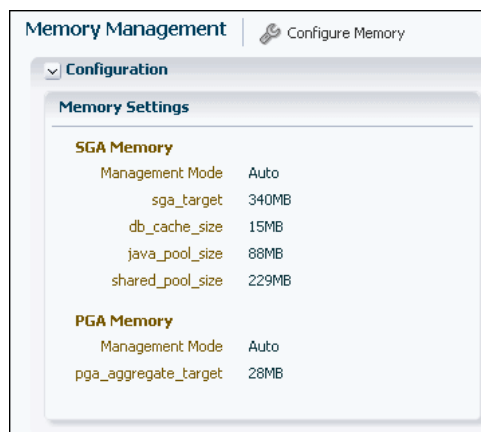 Memory Management
Configure Memory
Configuration
Memory Settings
SGA Memory
Management Mode Auto
sga_target 340MB
db_cache_size 15MB
java_pool_size 88MB
shared_pool_size 229MB
PGA Memory
Management Mode Auto
pga_aggregate_target 28MB